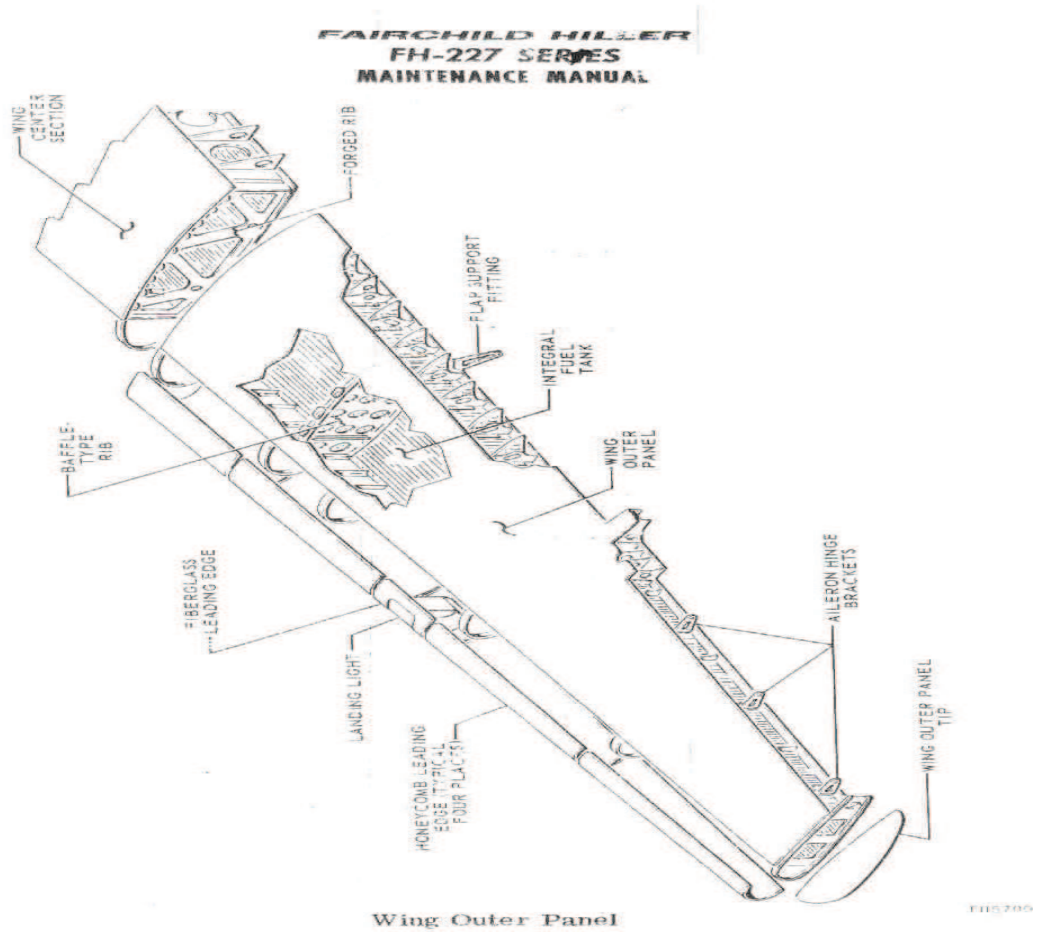 FAIRCHILD HILLER
FH-227 SERIES
MAINTENANCE MANUAL
WING
CENTER
SECTION
FORGED RIB
FLAP SUPPORT
FITTING
INTEGRAL
FUEL
TANK
BAFFLE-
TYPE
RIB
WING
OUTER
PANEL
FIBERGLASS
LEADING EDGE
LANDING LIGHT
HONEYCOMB LEADING
EDGE (TYPICAL
FOUR PLACES)
AILERON HINGE
BRACKETS
WING OUTER PANEL
TIP
Wing Outer Panel